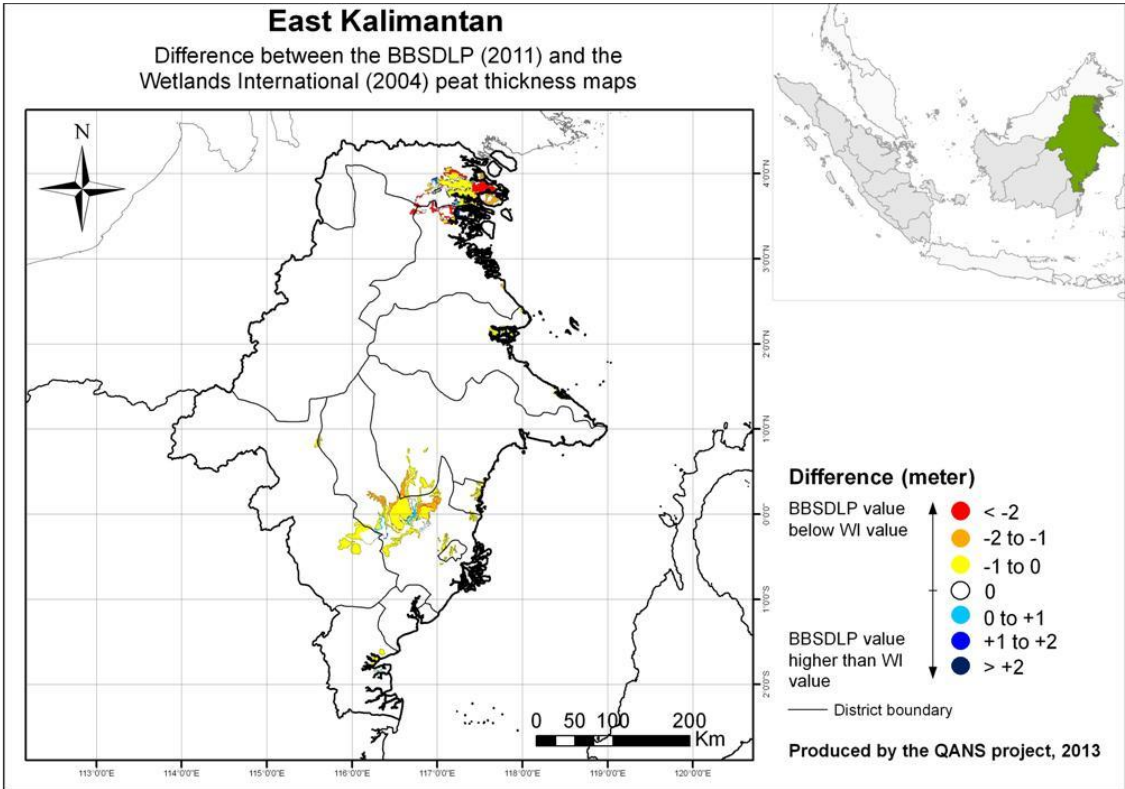 East Kalimantan
Difference between the BBSDLP (2011) and the
Wetlands International (2004) peat thickness maps
N
4°0'0"N
3°0'0"N
2°0'0"N
1°0'0"N
0°0'0"
1°0'0"S
2°0'0"S
113°0'0"E
114°0'0"E
115°0'0"E
116°0'0"E
117°0'0"E
118°0'0"E
119°0'0"E
120°0'0"E
0 50 100 200
Km
Difference (meter)
BBSDLP value
below WI value
< -2
-2 to -1
-1 to 0
0
0 to +1
+1 to +2
> +2
BBSDLP value
higher than WI
value
District boundary
Produced by the QANS project, 2013